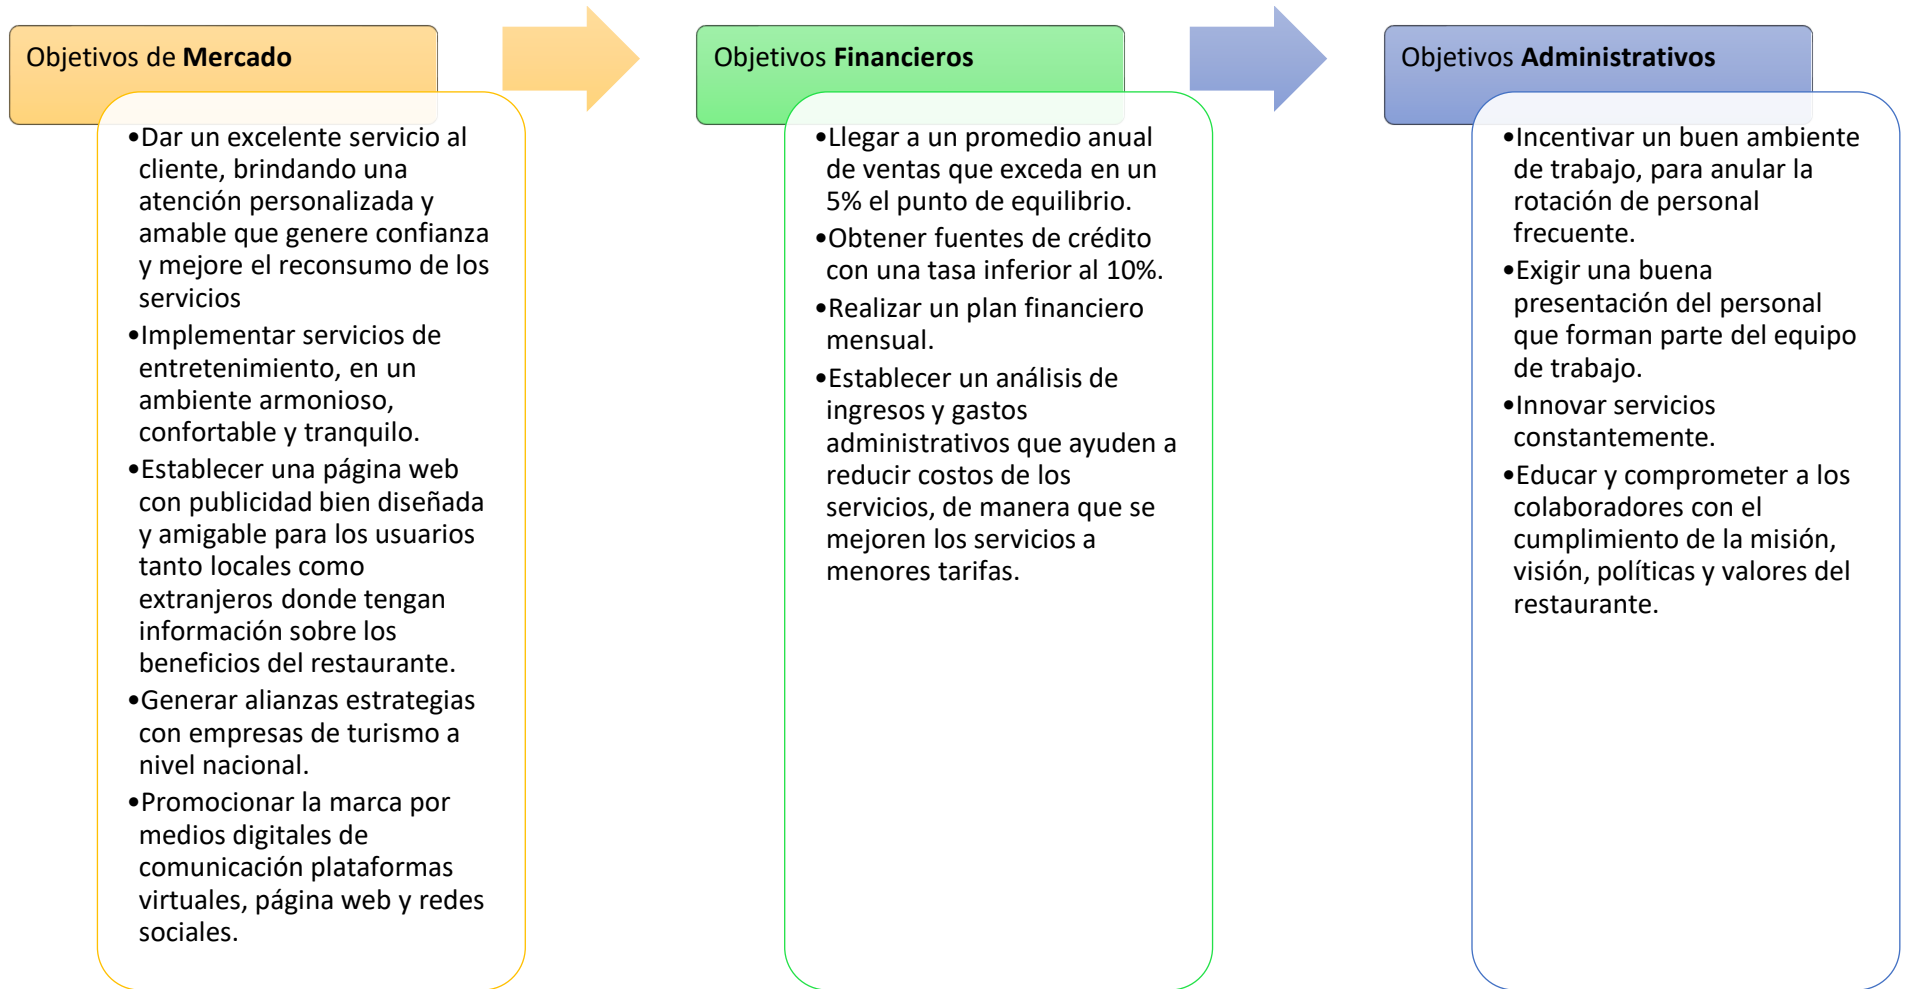 Objetivos de Mercado
•Dar un excelente servicio al
cliente, brindando una
atención personalizada y
amable que genere confianza
y mejore el reconsumo de los
servicios
•Implementar servicios de
entretenimiento, en un
ambiente armonioso,
confortable y tranquilo.
•Establecer una página web
con publicidad bien diseñada
y amigable para los usuarios
tanto locales como
extranjeros donde tengan
información sobre los
beneficios del restaurante.
•Generar alianzas estrategias
con empresas de turismo a
nivel nacional.
•Promocionar la marca por
medios digitales de
comunicación plataformas
virtuales, página web y redes
sociales.
Objetivos Financieros
•Llegar a un promedio anual
de ventas que exceda en un
5% el punto de equilibrio.
•Obtener fuentes de crédito
con una tasa inferior al 10%.
•Realizar un plan financiero
mensual.
•Establecer un análisis de
ingresos y gastos
administrativos que ayuden a
reducir costos de los
servicios, de manera que se
mejoren los servicios a
menores tarifas.
Objetivos Administrativos
•Incentivar un buen ambiente
de trabajo, para anular la
rotación de personal
frecuente.
•Exigir una buena
presentación del personal
que forman parte del equipo
de trabajo.
•Innovar servicios
constantemente.
•Educar y comprometer a los
colaboradores con el
cumplimiento de la misión,
visión, políticas y valores del
restaurante.